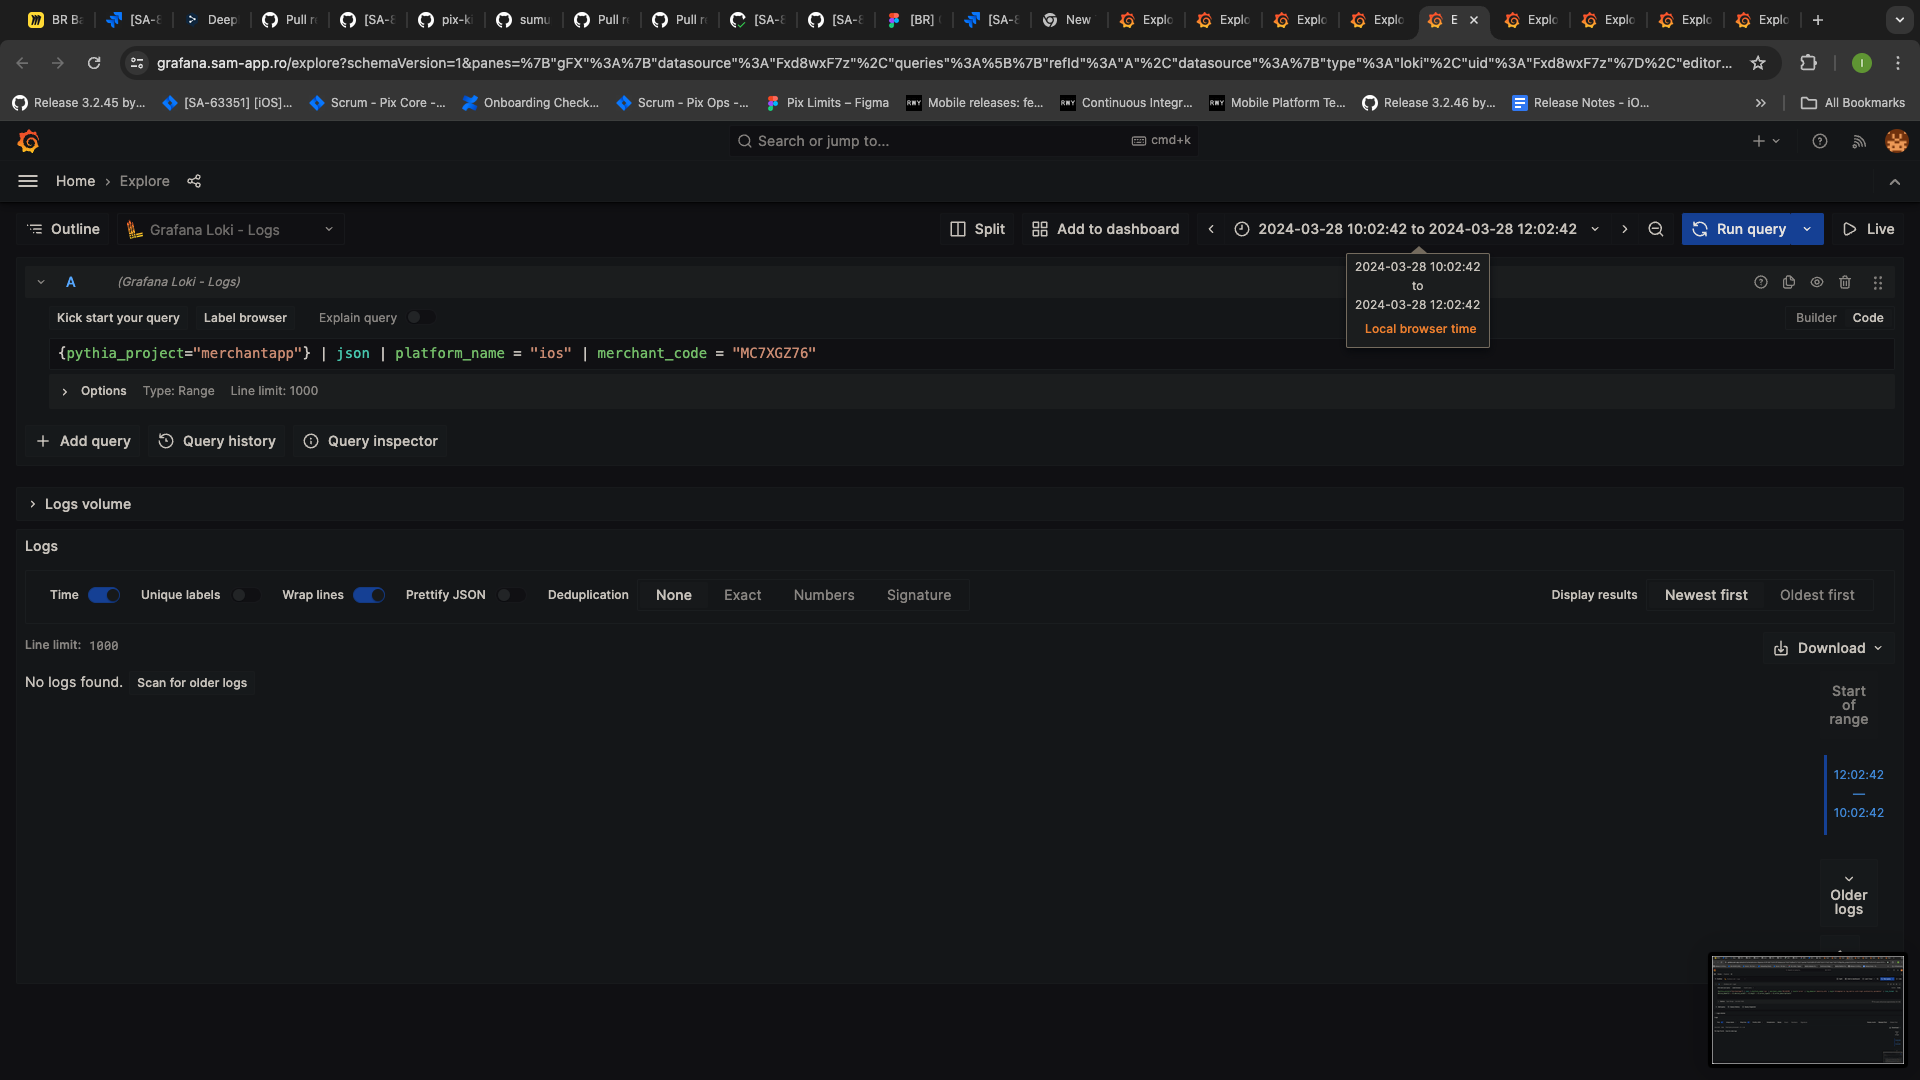 BR Ba
[SA-8
Deep
Pull re
[SA-8
pix-ki
sumu
Pull re
Pull re
[SA-8
[SA-8
[BR]
[SA-8
New
Explo
Explo
Explo
Explo
E
Explo
Explo
Explo
Explo
grafana.sam-app.ro/explore?schemaVersion=1&panes=%7B"gFX"%3A%7B"datasource"%3A"Fxd8wxF7z"%2C"queries"%3A%5B%7B"refId"%3A"A"%2C"datasource"%3A%7B"type"%3A"loki"%2C"uid"%3A"Fxd8wxF7z"%7D%2C"editor...
I
Release 3.2.45 by...
[SA-63351] [iOS]...
Scrum - Pix Core -...
Onboarding Check...
Scrum - Pix Ops -...
Pix Limits – Figma
RWY Mobile releases: fe...
RWY Continuous Integr...
RWY Mobile Platform Te...
Release 3.2.46 by...
Release Notes - iO...
All Bookmarks
Search or jump to...
cmd+k
Home › Explore
Outline
Grafana Loki - Logs
Split
Add to dashboard
2024-03-28 10:02:42 to 2024-03-28 12:02:42
Run query
Live
2024-03-28 10:02:42
to
2024-03-28 12:02:42
Local browser time
A (Grafana Loki - Logs)
Kick start your query
Label browser
Explain query
Builder
Code
{pythia_project="merchantapp"} | json | platform_name = "ios" | merchant_code = "MC7XGZ76"
Options Type: Range Line limit: 1000
Add query
Query history
Query inspector
Logs volume
Logs
Time
Unique labels
Wrap lines
Prettify JSON
Deduplication
None
Exact
Numbers
Signature
Display results
Newest first
Oldest first
Line limit: 1000
Download
No logs found. Scan for older logs
Start
of
range
12:02:42
—
10:02:42
Older
logs